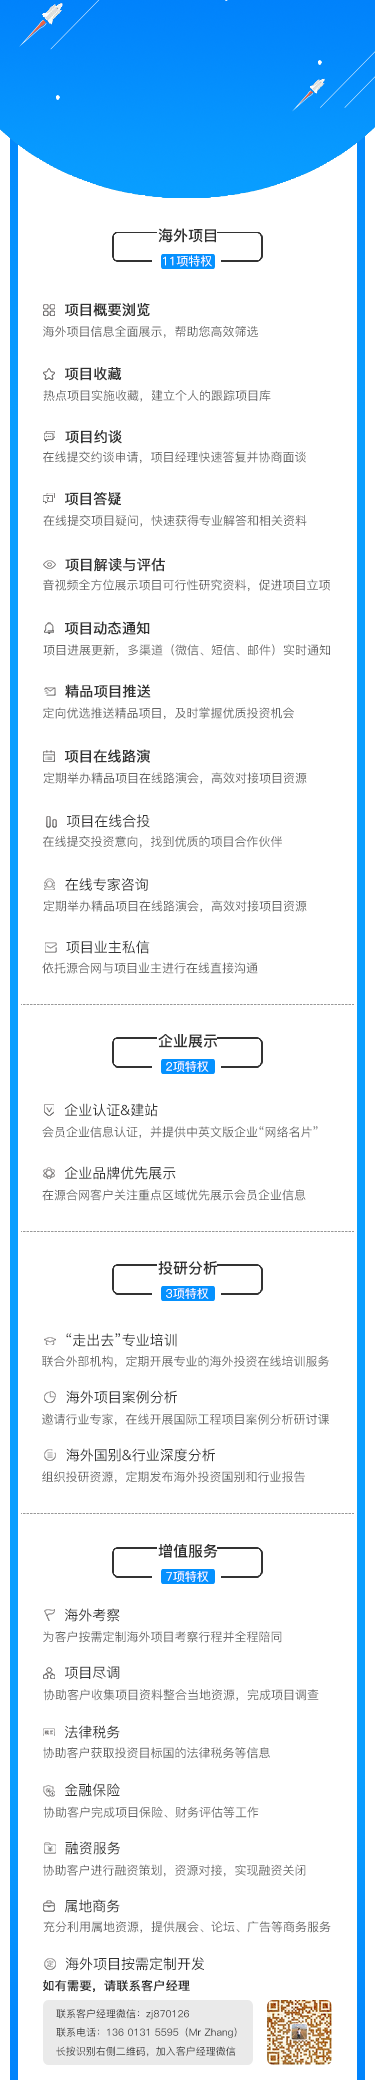 海外项目
11项特权
项目概要浏览
海外项目信息全面展示，帮助您高效筛选
项目收藏
热点项目实施收藏，建立个人的跟踪项目库
项目约谈
在线提交约谈申请，项目经理快速答复并协商面谈
项目答疑
在线提交项目疑问，快速获得专业解答和相关资料
项目解读与评估
音视频全方位展示项目可行性研究资料，促进项目立项
项目动态通知
项目进展更新，多渠道（微信、短信、邮件）实时通知
精品项目推送
定向优选推送精品项目，及时掌握优质投资机会
项目在线路演
定期举办精品项目在线路演会，高效对接项目资源
项目在线合投
在线提交投资意向，找到优质的项目合作伙伴
在线专家咨询
定期举办精品项目在线路演会，高效对接项目资源
项目业主私信
依托源合网与项目业主进行在线直接沟通
企业展示
2项特权
企业认证&建站
会员企业信息认证，并提供中英文版企业“网络名片”
企业品牌优先展示
在源合网客户关注重点区域优先展示会员企业信息
投研分析
3项特权
“走出去”专业培训
联合外部机构，定期开展专业的海外投资在线培训服务
海外项目案例分析
邀请行业专家，在线开展国际工程项目案例分析研讨课
海外国别&行业深度分析
组织投研资源，定期发布海外投资国别和行业报告
增值服务
7项特权
海外考察
为客户按需定制海外项目考察行程并全程陪同
项目尽调
协助客户收集项目资料整合当地资源，完成项目调查
法律税务
协助客户获取投资目标国的法律税务等信息
金融保险
协助客户完成项目保险、财务评估等工作
融资服务
协助客户进行融资策划，资源对接，实现融资关闭
属地商务
充分利用属地资源，提供展会、论坛、广告等商务服务
海外项目按需定制开发
如有需要，请联系客户经理
联系客户经理微信：zj870126
联系电话：136 0131 5595（Mr Zhang）
长按识别右侧二维码，加入客户经理微信